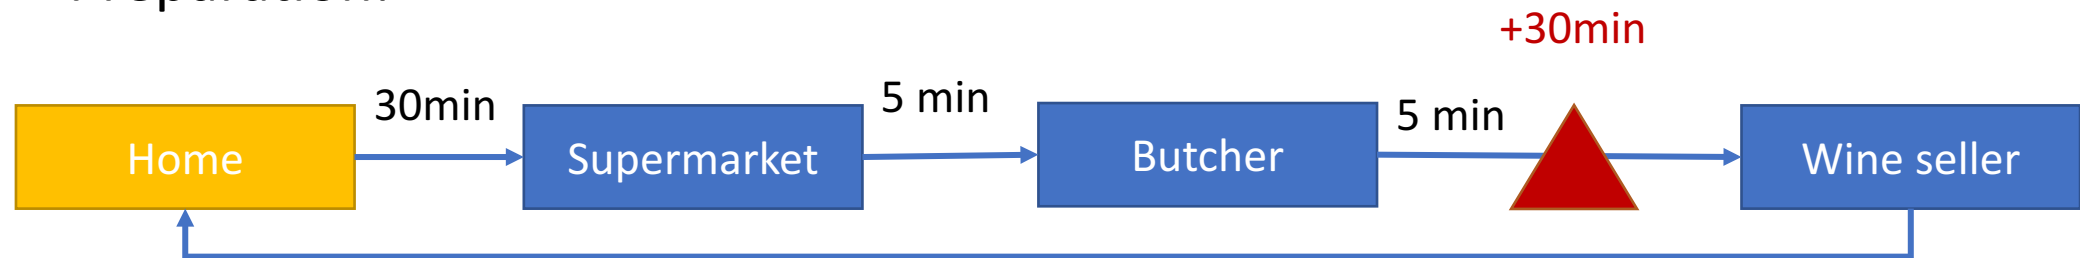 +30min
30min
5 min
5 min
Home
Supermarket
Butcher
Wine seller